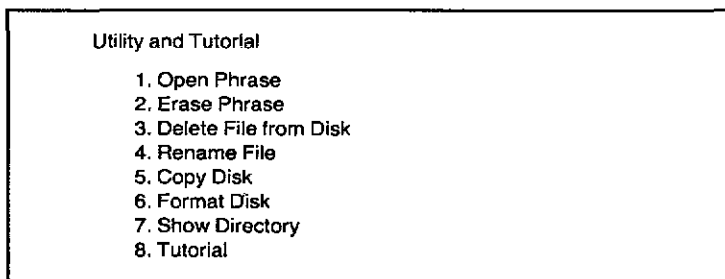 Utility and Tutorial
1. Open Phrase
2. Erase Phrase
3. Delete File from Disk
4. Rename File
5. Copy Disk
6. Format Disk
7. Show Directory
8. Tutorial